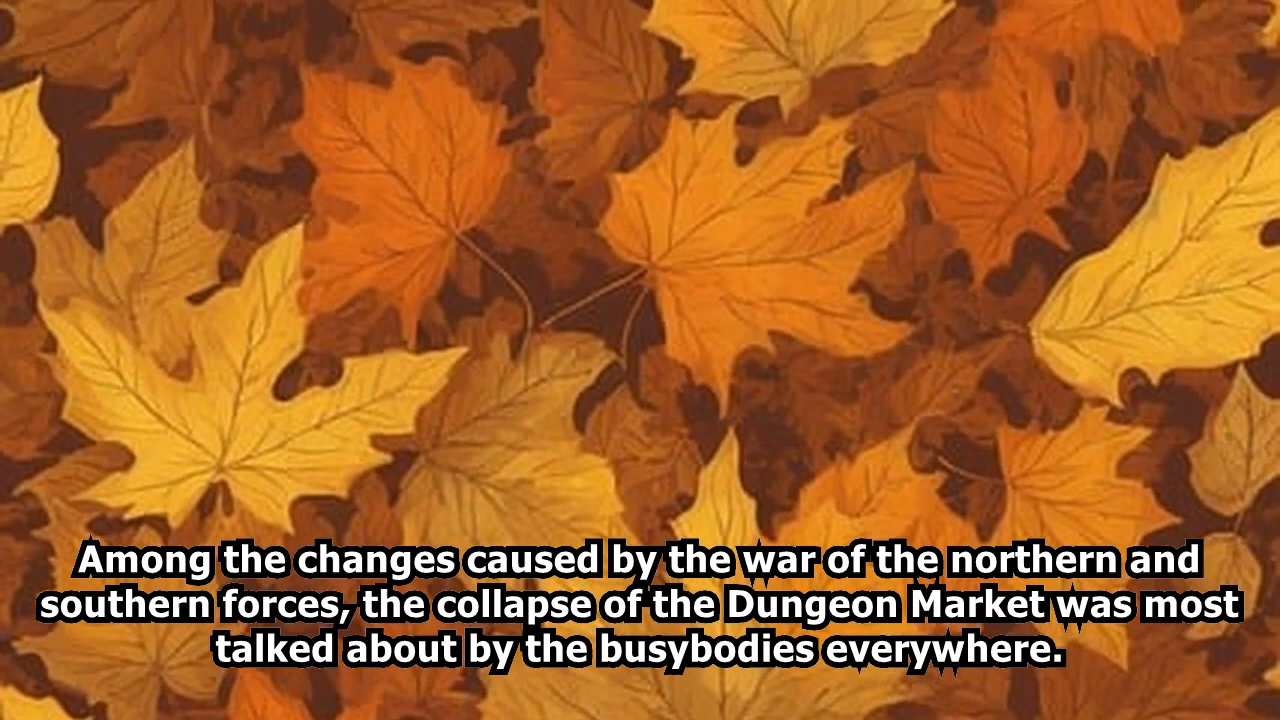 Among the changes caused by the war of the northern and
southern forces, the collapse of the Dungeon Market was most
talked about by the busybodies everywhere.